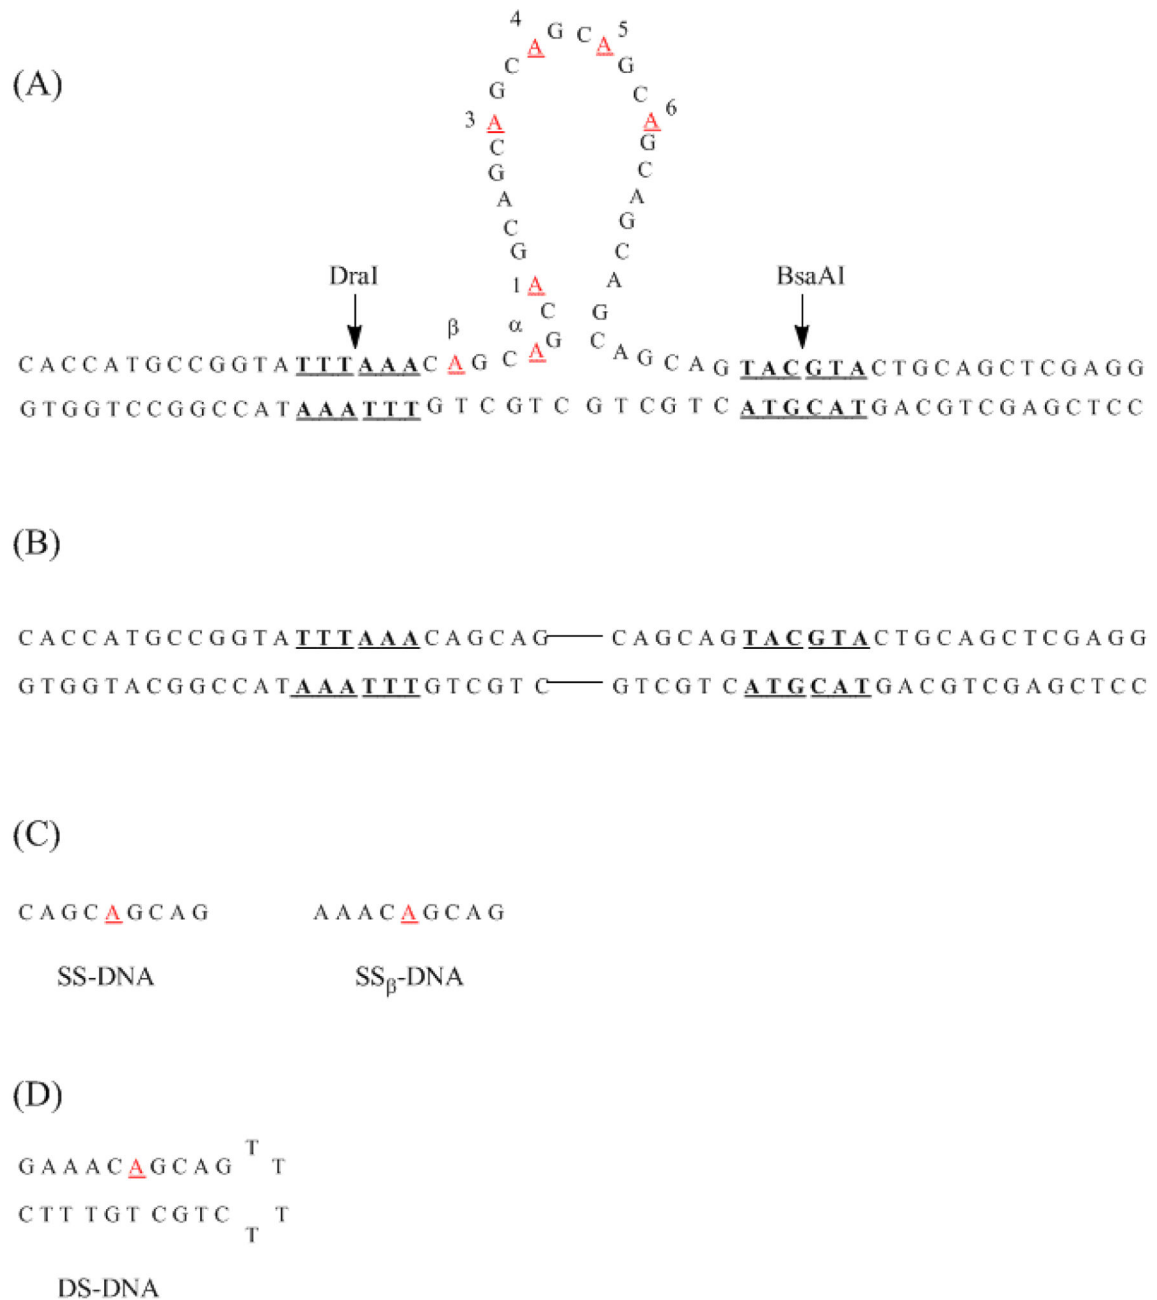 (A)
4 A G C A 5
C G
G C
3 A A 6
C G
G C
A A
C G
G C
1 A A
C G
DraI BsaAI
β α A G C
C A C C A T G C C G G T A T T T A A A C A G C A G C A G T A C G T A C T G C A G C T C G A G G
G T G G T C C G G C C A T A A A T T T G T C G T C G T C G T C A T G C A T G A C G T C G A G C T C C
(B)
C A C C A T G C C G G T A T T T A A A C A G C A G C A G C A G T A C G T A C T G C A G C T C G A G G
G T G G T A C G G C C A T A A A T T T G T C G T C G T C G T C A T G C A T G A C G T C G A G C T C C
(C)
C A G C A G C A G A A A C A G C A G
SS-DNA SSβ-DNA
(D)
G A A A C A G C A G T T
C T T T G T C G T C T T
DS-DNA